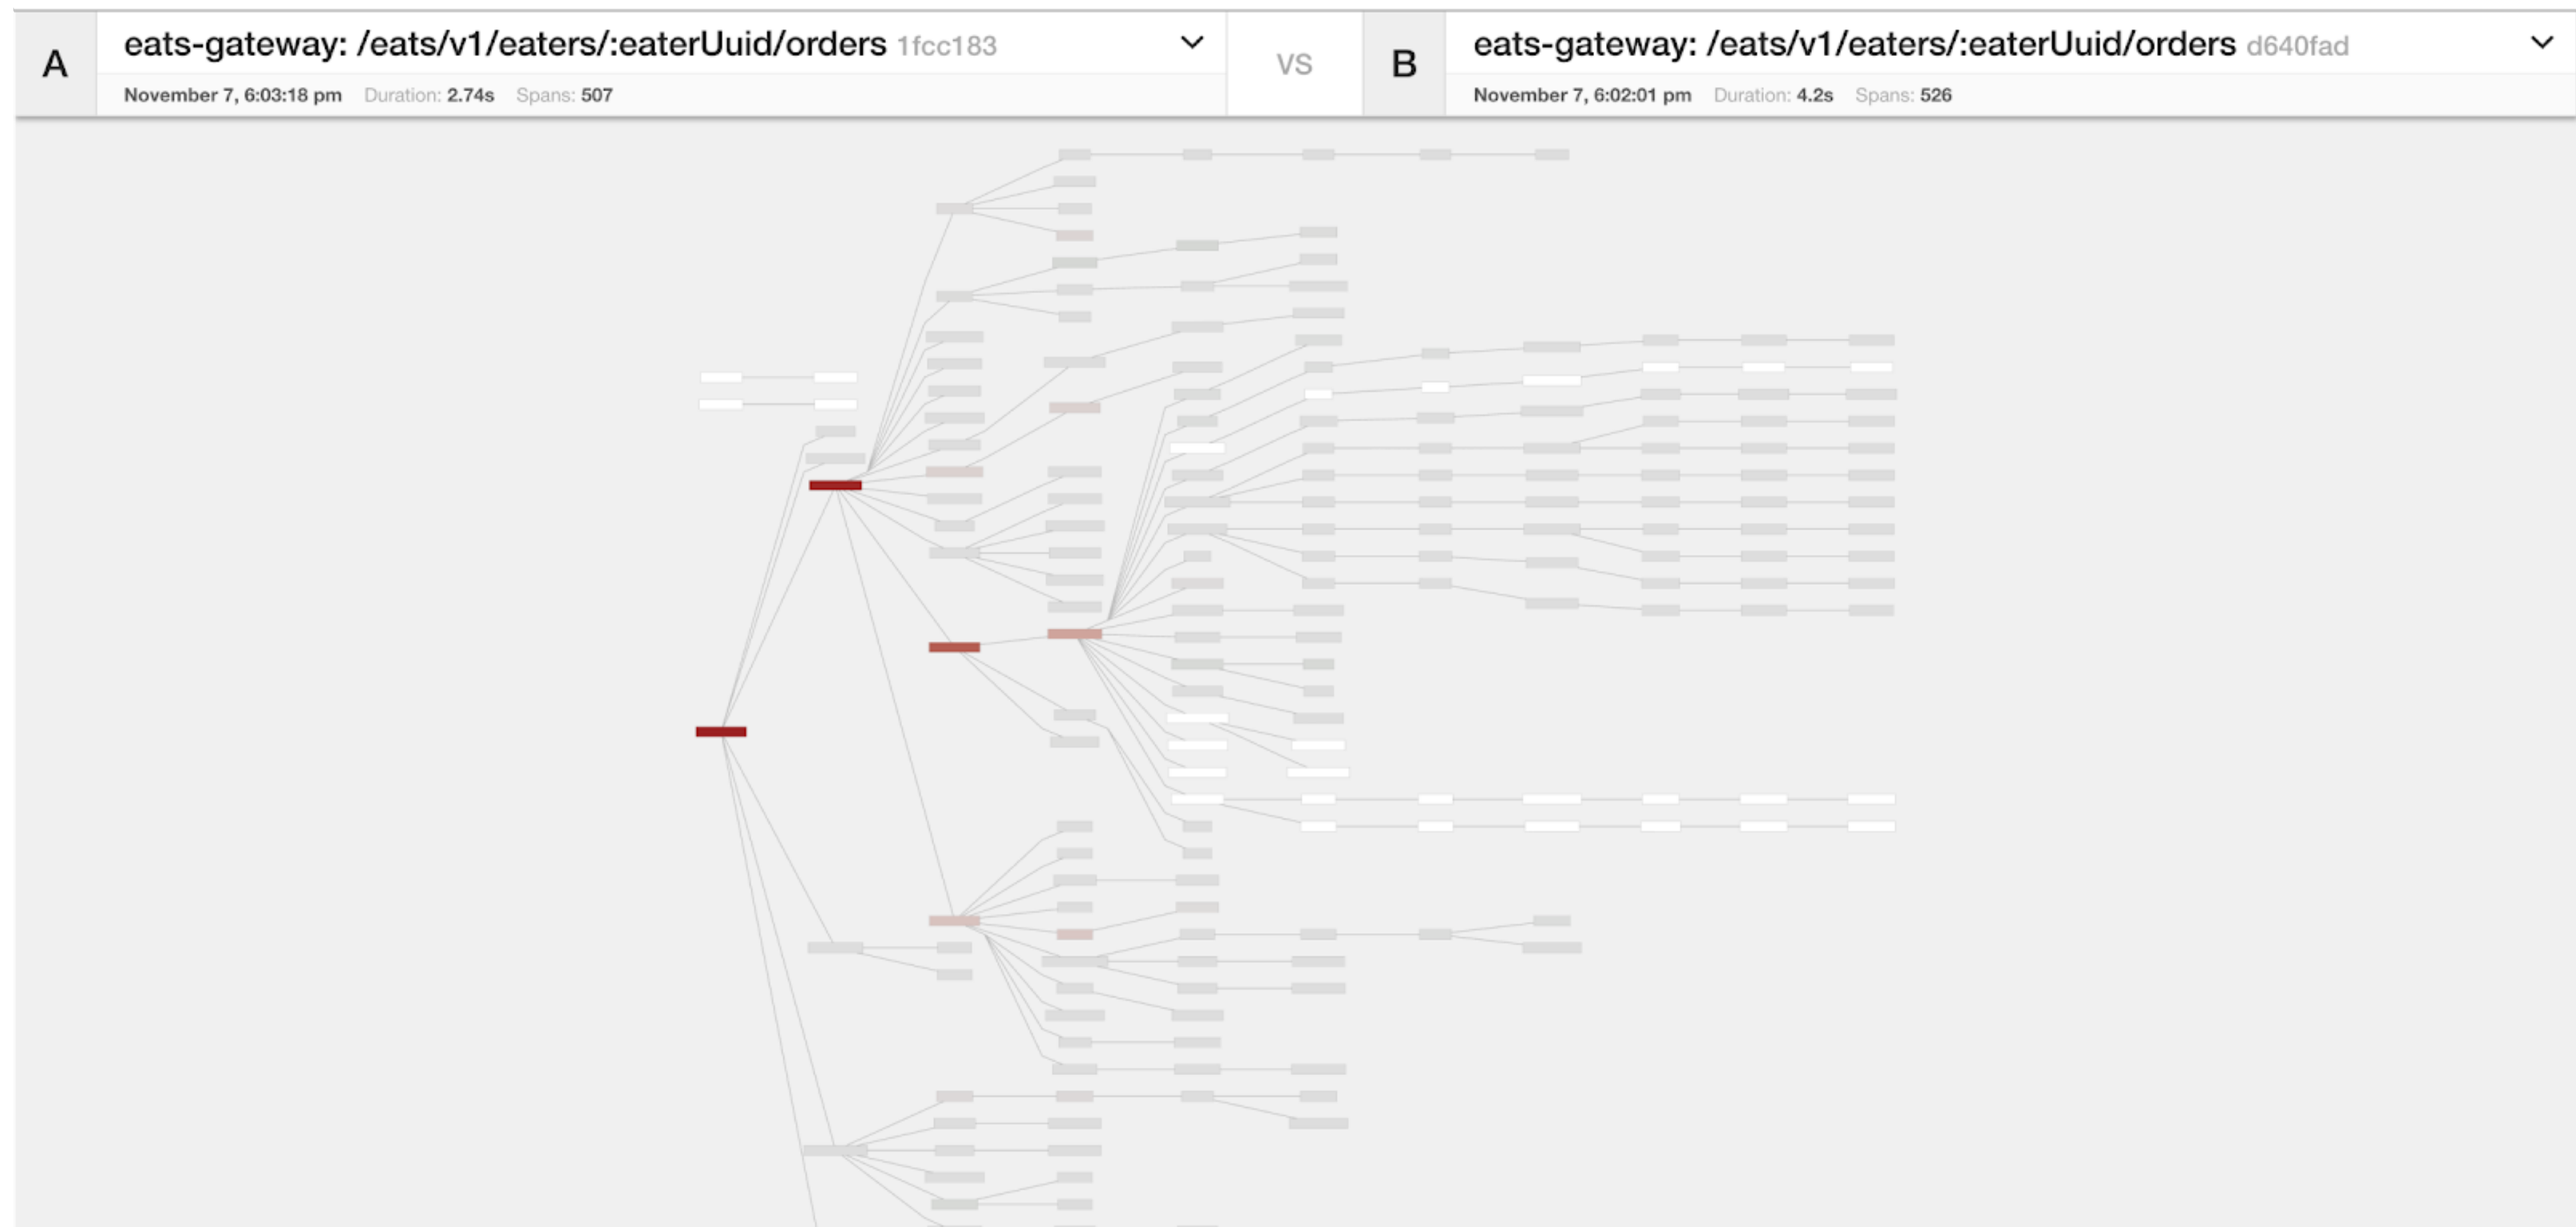 A
eats-gateway: /eats/v1/eaters/:eaterUuid/orders 1fcc183
November 7, 6:03:18 pm Duration: 2.74s Spans: 507
VS
B
eats-gateway: /eats/v1/eaters/:eaterUuid/orders d640fad
November 7, 6:02:01 pm Duration: 4.2s Spans: 526